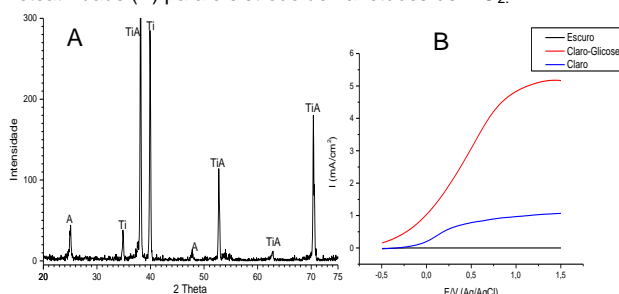 A
Intensidade
300
200
100
0
A
Ti
TiA
Ti
A
TiA
TiA
TiA
20
30
40
50
60
70
75
2 Theta
B
Escuro
Claro-Glicose
Claro
I (mA/cm²)
6
5
4
3
2
1
0
-0,5
0,0
0,5
1,0
1,5
E/V (Ag/AgCl)